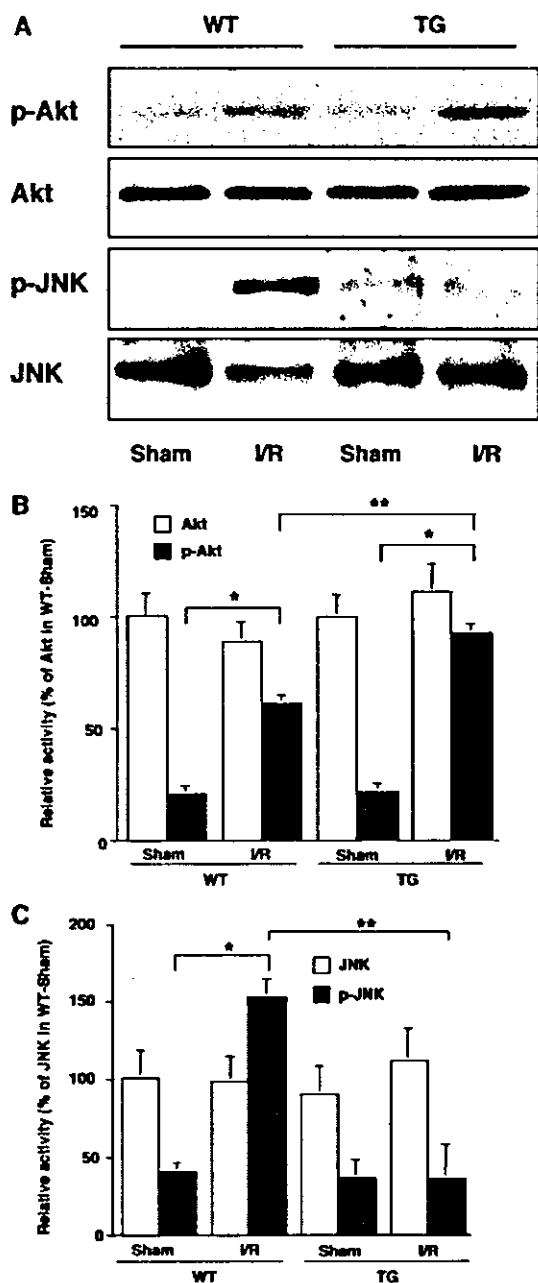 A
WT TG
p-Akt
Akt
p-JNK
JNK
Sham I/R Sham I/R
B
Relative activity (% of Akt in WT-Sham)
150
100
50
0
Akt
p-Akt
*
**
*
Sham I/R Sham I/R
WT TG
C
Relative activity (% of JNK in WT-Sham)
200
150
100
50
0
JNK
p-JNK
*
**
Sham I/R Sham I/R
WT TG